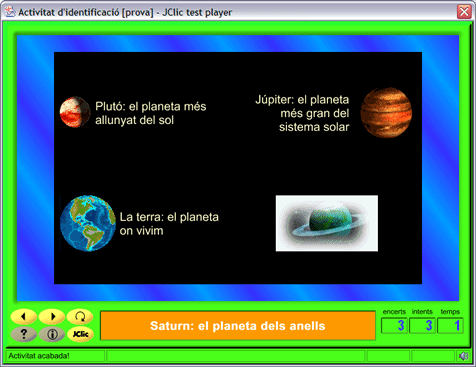 Activitat d'identificació [prova] - JClic test player
Plutó: el planeta més
allunyat del sol
Júpiter: el planeta
més gran del
sistema solar
La terra: el planeta
on vivim
Saturn: el planeta dels anells
encerts intents temps
3 3 1
? i JClic
Activitat acabada!